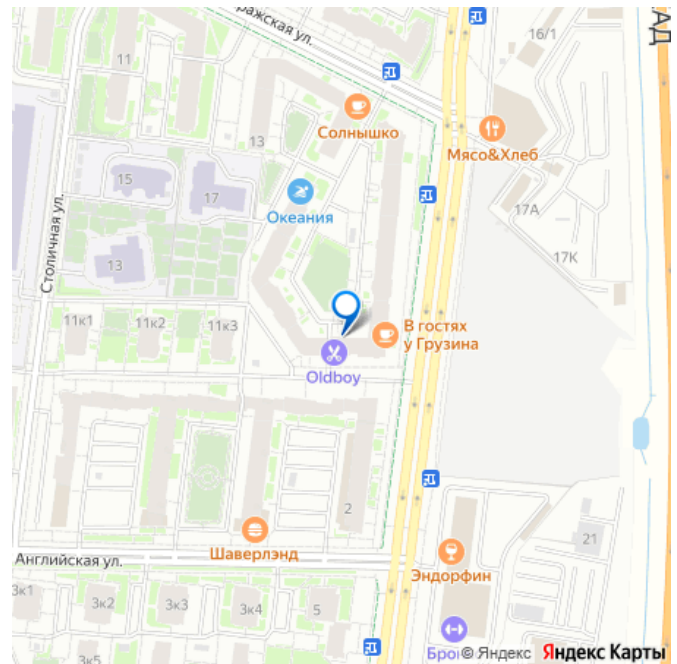 ражская ул.
16/1
АД
11
Солнышко
13
Мясо&Хлеб
15
17
Океания
17А
Столичная ул.
13
17К
11к1
11к2
11к3
В гостях
у Грузина
Oldboy
2
Шаверлэнд
21
Английская ул.
Эндорфин
3к1
3к2
3к3
3к4
5
Бро
© Яндекс
Яндекс Карты
3к5